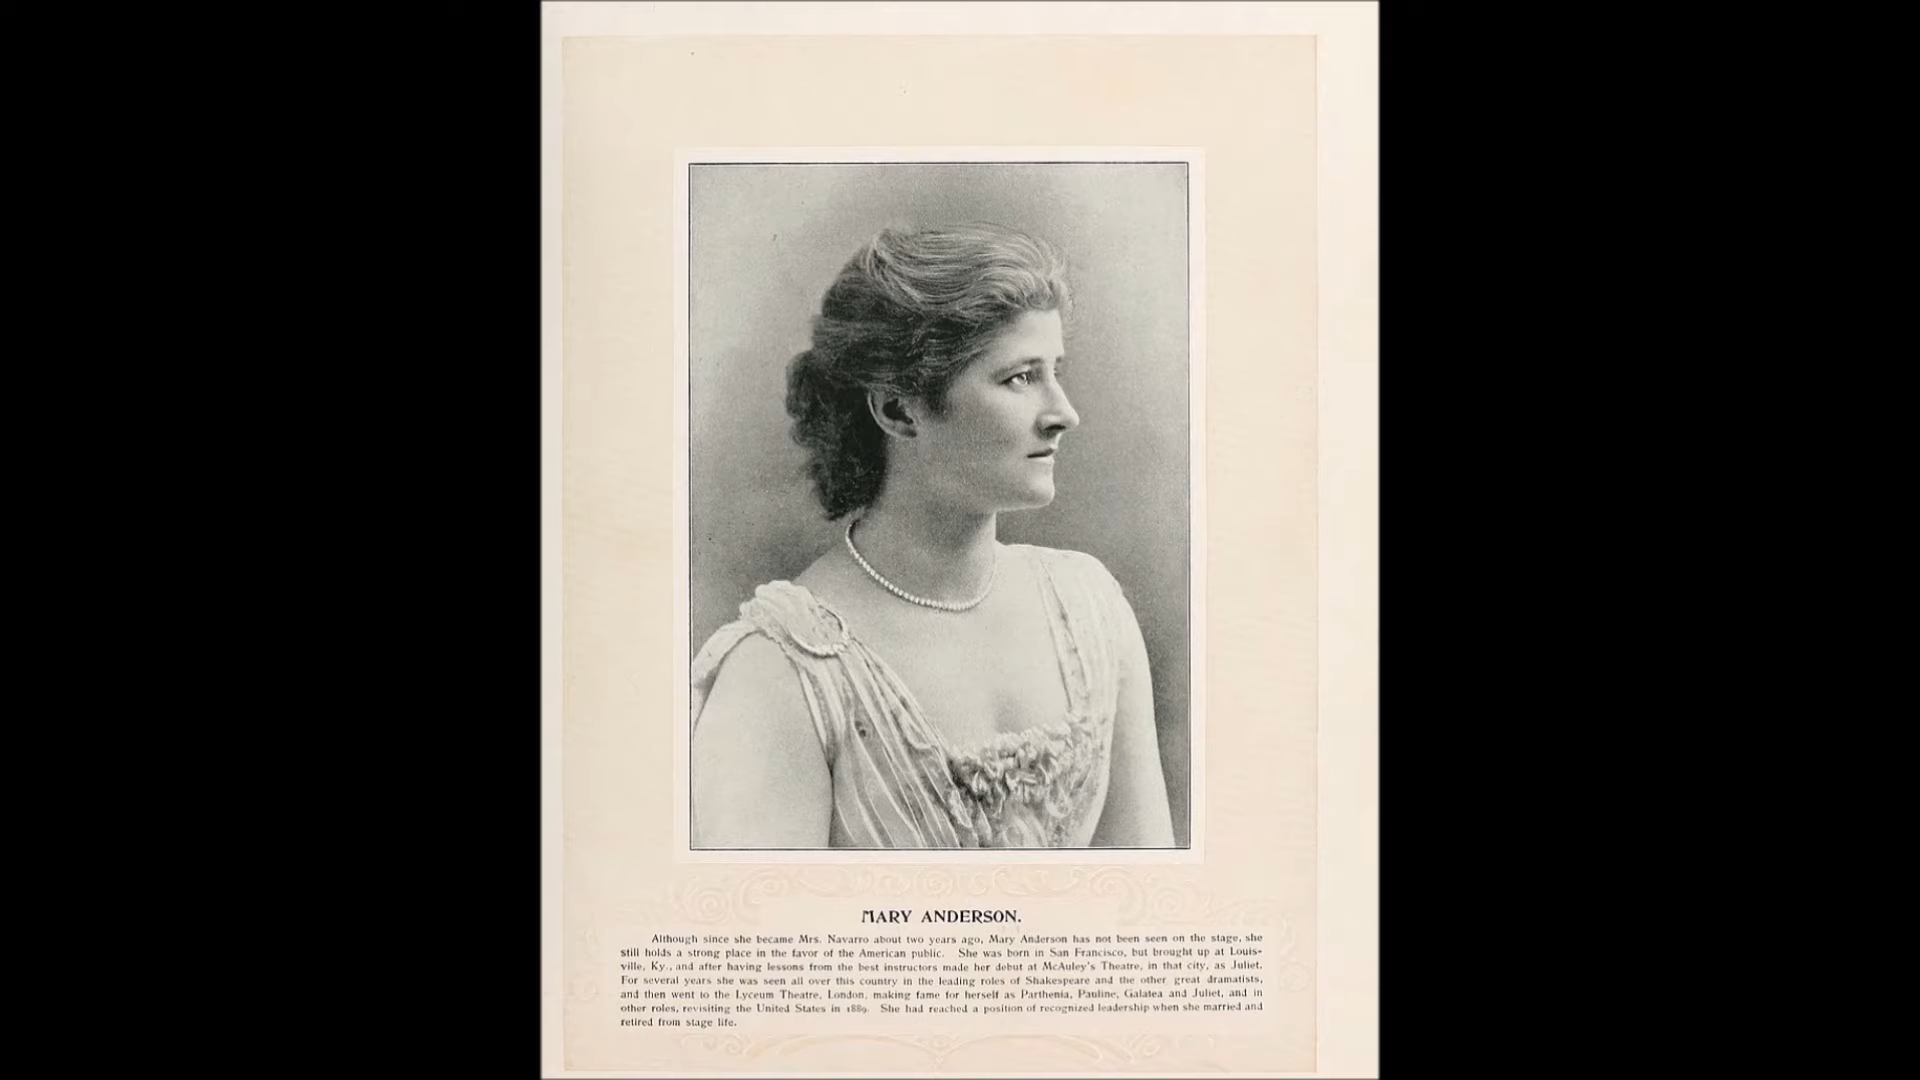 MARY ANDERSON.
Although since she became Mrs. Navarro about two years ago, Mary Anderson has not been seen on the stage, she
still holds a strong place in the favor of the American public. She was born in San Francisco, but brought up at Louis-
ville, Ky., and after having lessons from the best instructors made her debut at McAuley's Theatre, in that city, as Juliet.
For several years she was seen all over this country in the leading roles of Shakespeare and the other great dramatists,
and then went to the Lyceum Theatre, London, making fame for herself as Parthenia, Pauline, Galatea and Juliet, and in
other roles, revisiting the United States in 1889. She had reached a position of recognized leadership when she married and
retired from stage life.